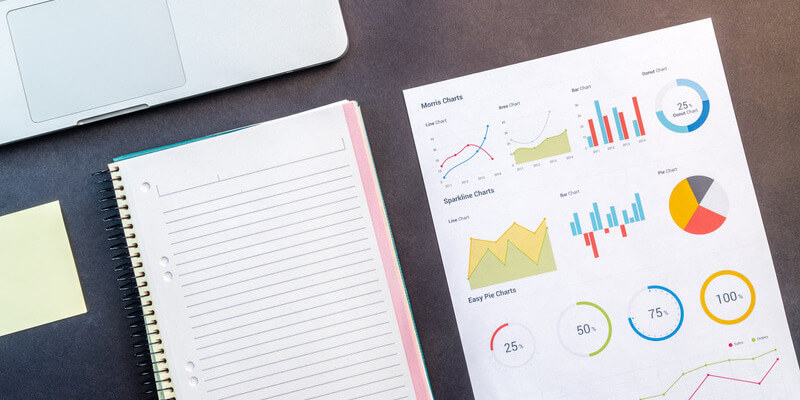 Morris Charts
Line Chart
Area Chart
Bar Chart
Donut Chart
25%
Donut Chart
Sparkline Charts
Line Chart
Bar Chart
Pie Chart
Easy Pie Charts
25%
50%
75%
100%